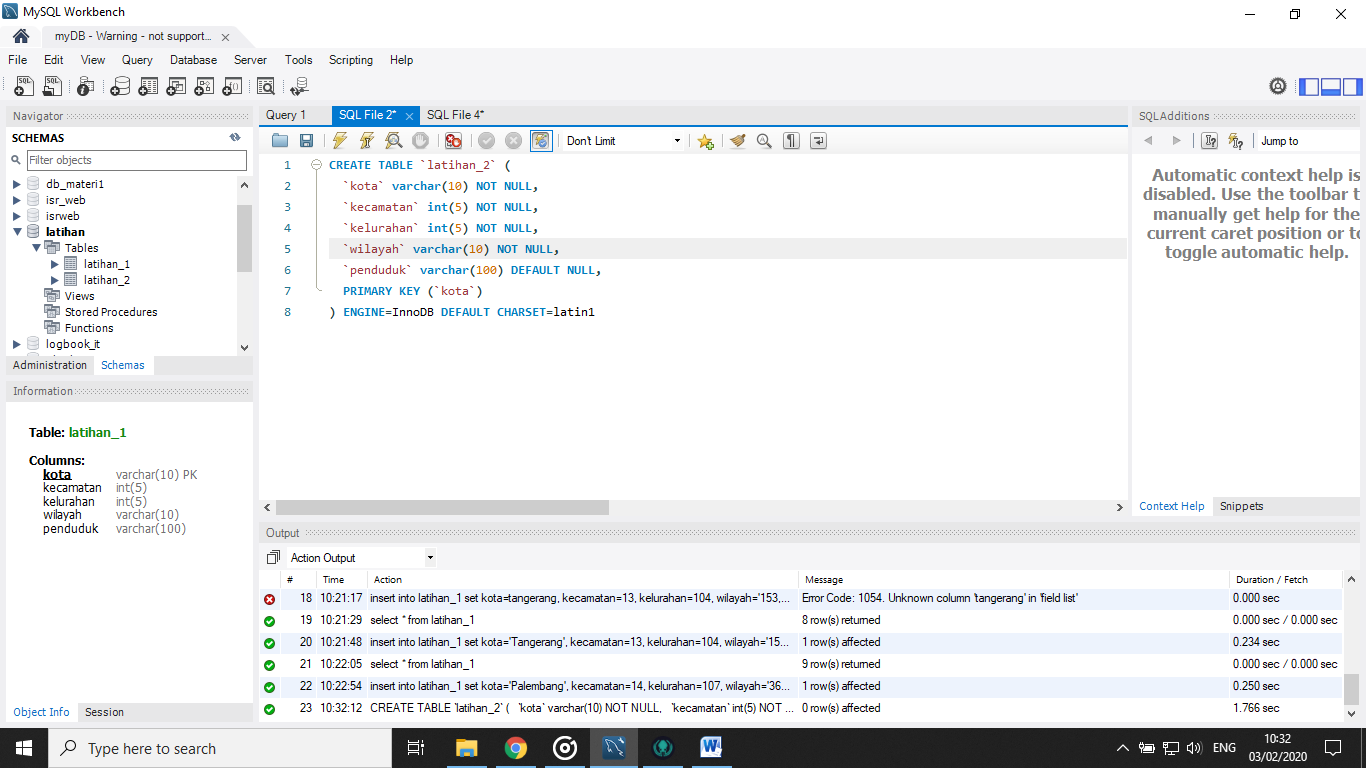 MySQL Workbench
myDB - Warning - not support...
File Edit View Query Database Server Tools Scripting Help
Navigator
SCHEMAS
Filter objects
db_materi1
isr_web
isrweb
latihan
Tables
latihan_1
latihan_2
Views
Stored Procedures
Functions
logbook_it
Administration Schemas
Information
Table: latihan_1
Columns:
kota varchar(10) PK
kecamatan int(5)
kelurahan int(5)
wilayah varchar(10)
penduduk varchar(100)
Object Info Session
Query 1 SQL File 2* SQL File 4*
Don't Limit
1 CREATE TABLE `latihan_2` (
2 `kota` varchar(10) NOT NULL,
3 `kecamatan` int(5) NOT NULL,
4 `kelurahan` int(5) NOT NULL,
5 `wilayah` varchar(10) NOT NULL,
6 `penduduk` varchar(100) DEFAULT NULL,
7 PRIMARY KEY (`kota`)
8 ) ENGINE=InnoDB DEFAULT CHARSET=latin1
SQLAdditions
Jump to
Automatic context help is
disabled. Use the toolbar t
manually get help for the
current caret position or to
toggle automatic help.
Context Help Snippets
Output
Action Output
# Time Action Message Duration / Fetch
18 10:21:17 insert into latihan_1 set kota=tangerang, kecamatan=13, kelurahan=104, wilayah='153,... Error Code: 1054. Unknown column 'tangerang' in 'field list' 0.000 sec
19 10:21:29 select * from latihan_1 8 row(s) returned 0.000 sec / 0.000 sec
20 10:21:48 insert into latihan_1 set kota='Tangerang', kecamatan=13, kelurahan=104, wilayah='15... 1 row(s) affected 0.234 sec
21 10:22:05 select * from latihan_1 9 row(s) returned 0.000 sec / 0.000 sec
22 10:22:54 insert into latihan_1 set kota='Palembang', kecamatan=14, kelurahan=107, wilayah='36... 1 row(s) affected 0.250 sec
23 10:32:12 CREATE TABLE `latihan_2` ( `kota` varchar(10) NOT NULL, `kecamatan` int(5) NOT ... 0 row(s) affected 1.766 sec
Type here to search
ENG
10:32
03/02/2020